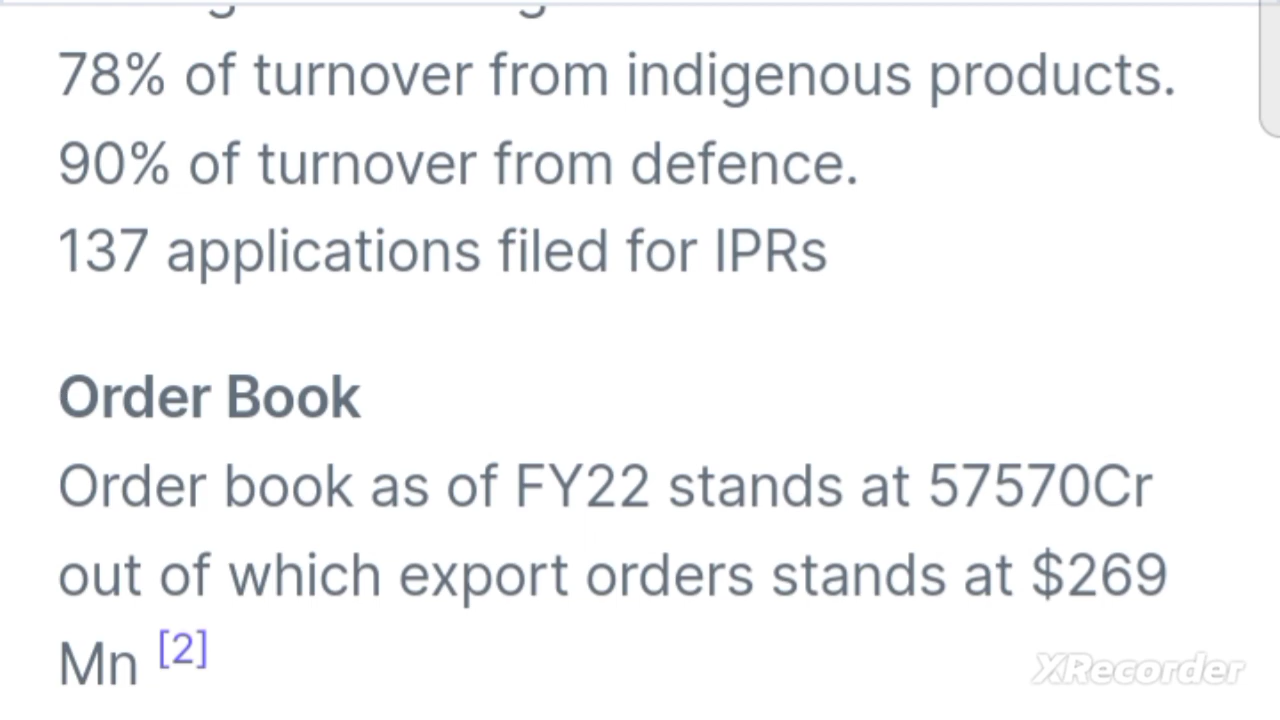 78% of turnover from indigenous products.
90% of turnover from defence.
137 applications filed for IPRs
Order Book
Order book as of FY22 stands at 57570Cr
out of which export orders stands at $269
Mn [2]
XRecorder